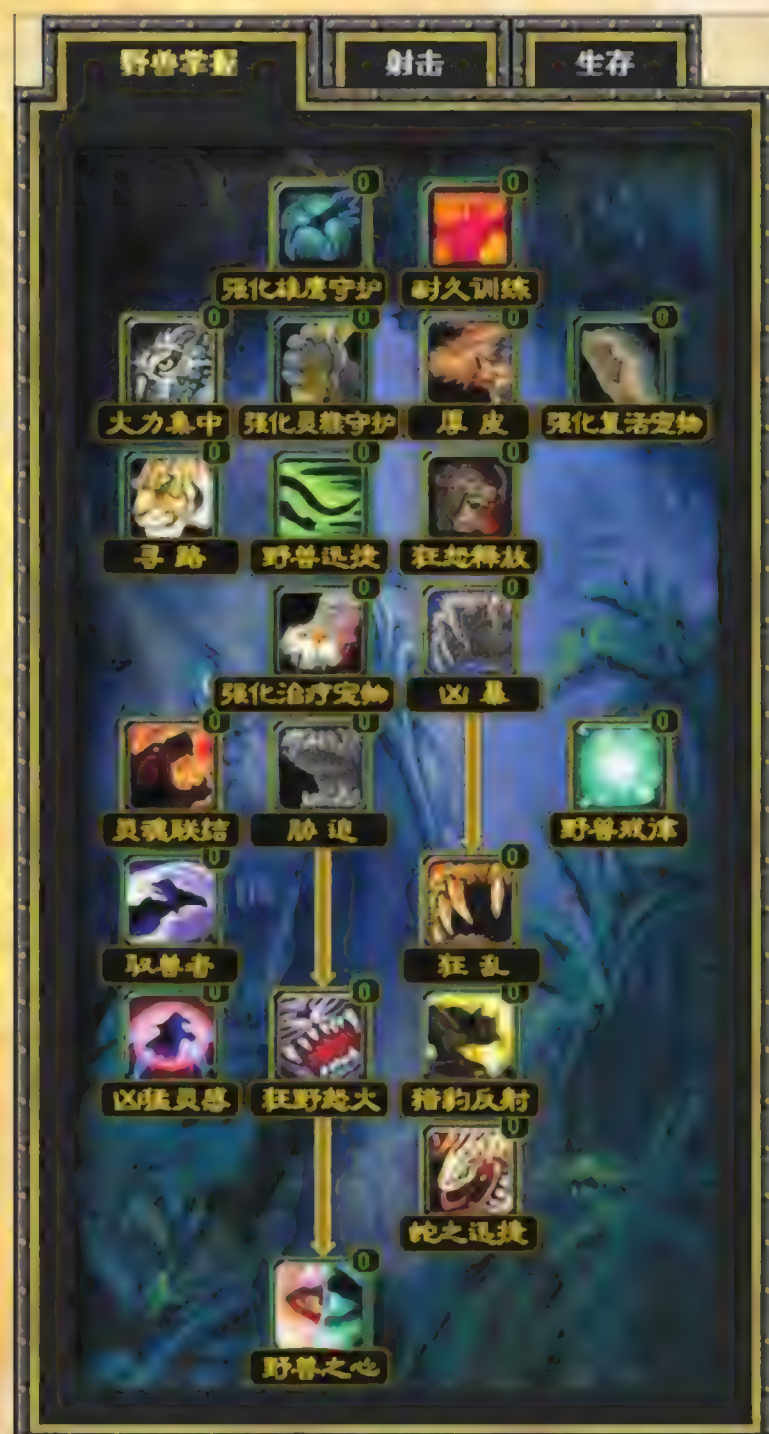 野兽掌握
射击
生存
0
0
强化雄鹰守护
耐久训练
0
0
0
0
火力集中
强化灵猴守护
厚皮
强化复活宠物
0
0
0
寻路
野兽迅捷
狂怒释放
0
0
强化治疗宠物
凶暴
0
0
0
灵魂联结
胁迫
野兽戒律
0
0
驭兽者
狂乱
0
0
0
凶猛灵感
狂野怒火
猎豹反射
0
蛇之迅捷
0
野兽之心